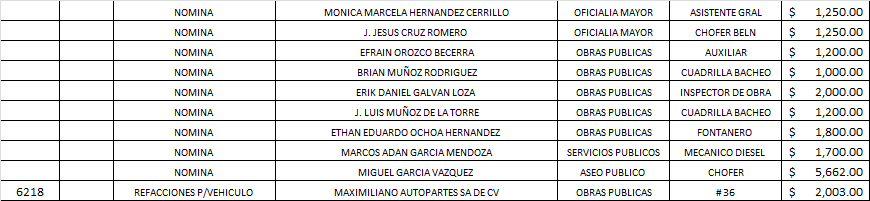 NOMINA MONICA MARCELA HERNANDEZ CERRILLO OFICIALIA MAYOR ASISTENTE GRAL $ 1,250.00
NOMINA J. JESUS CRUZ ROMERO OFICIALIA MAYOR CHOFER BELN $ 1,250.00
NOMINA EFRAIN OROZCO BECERRA OBRAS PUBLICAS AUXILIAR $ 1,200.00
NOMINA BRIAN MUÑOZ RODRIGUEZ OBRAS PUBLICAS CUADRILLA BACHEO $ 1,000.00
NOMINA ERIK DANIEL GALVAN LOZA OBRAS PUBLICAS INSPECTOR DE OBRA $ 2,000.00
NOMINA J. LUIS MUÑOZ DE LA TORRE OBRAS PUBLICAS CUADRILLA BACHEO $ 1,200.00
NOMINA ETHAN EDUARDO OCHOA HERNANDEZ OBRAS PUBLICAS FONTANERO $ 1,800.00
NOMINA MARCOS ADAN GARCIA MENDOZA SERVICIOS PUBLICOS MECANICO DIESEL $ 1,700.00
NOMINA MIGUEL GARCIA VAZQUEZ ASEO PUBLICO CHOFER $ 5,662.00
6218 REFACCIONES P/VEHICULO MAXIMILIANO AUTOPARTES SA DE CV OBRAS PUBLICAS #36 $ 2,003.00